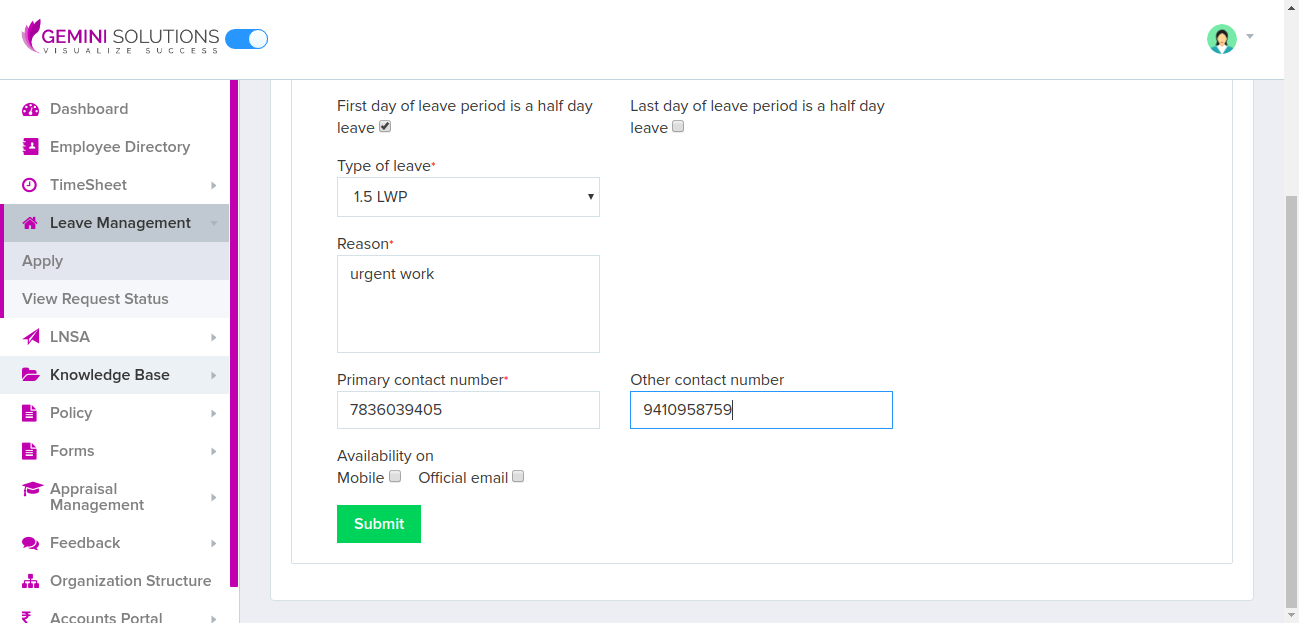 GEMINI SOLUTIONS
VISUALIZE SUCCESS
Dashboard
Employee Directory
TimeSheet
Leave Management
Apply
View Request Status
LNSA
Knowledge Base
Policy
Forms
Appraisal
Management
Feedback
Organization Structure
Accounts Portal
First day of leave period is a half day
leave
Last day of leave period is a half day
leave
Type of leave*
1.5 LWP
Reason*
urgent work
Primary contact number*
7836039405
Other contact number
9410958759
Availability on
Mobile Official email
Submit